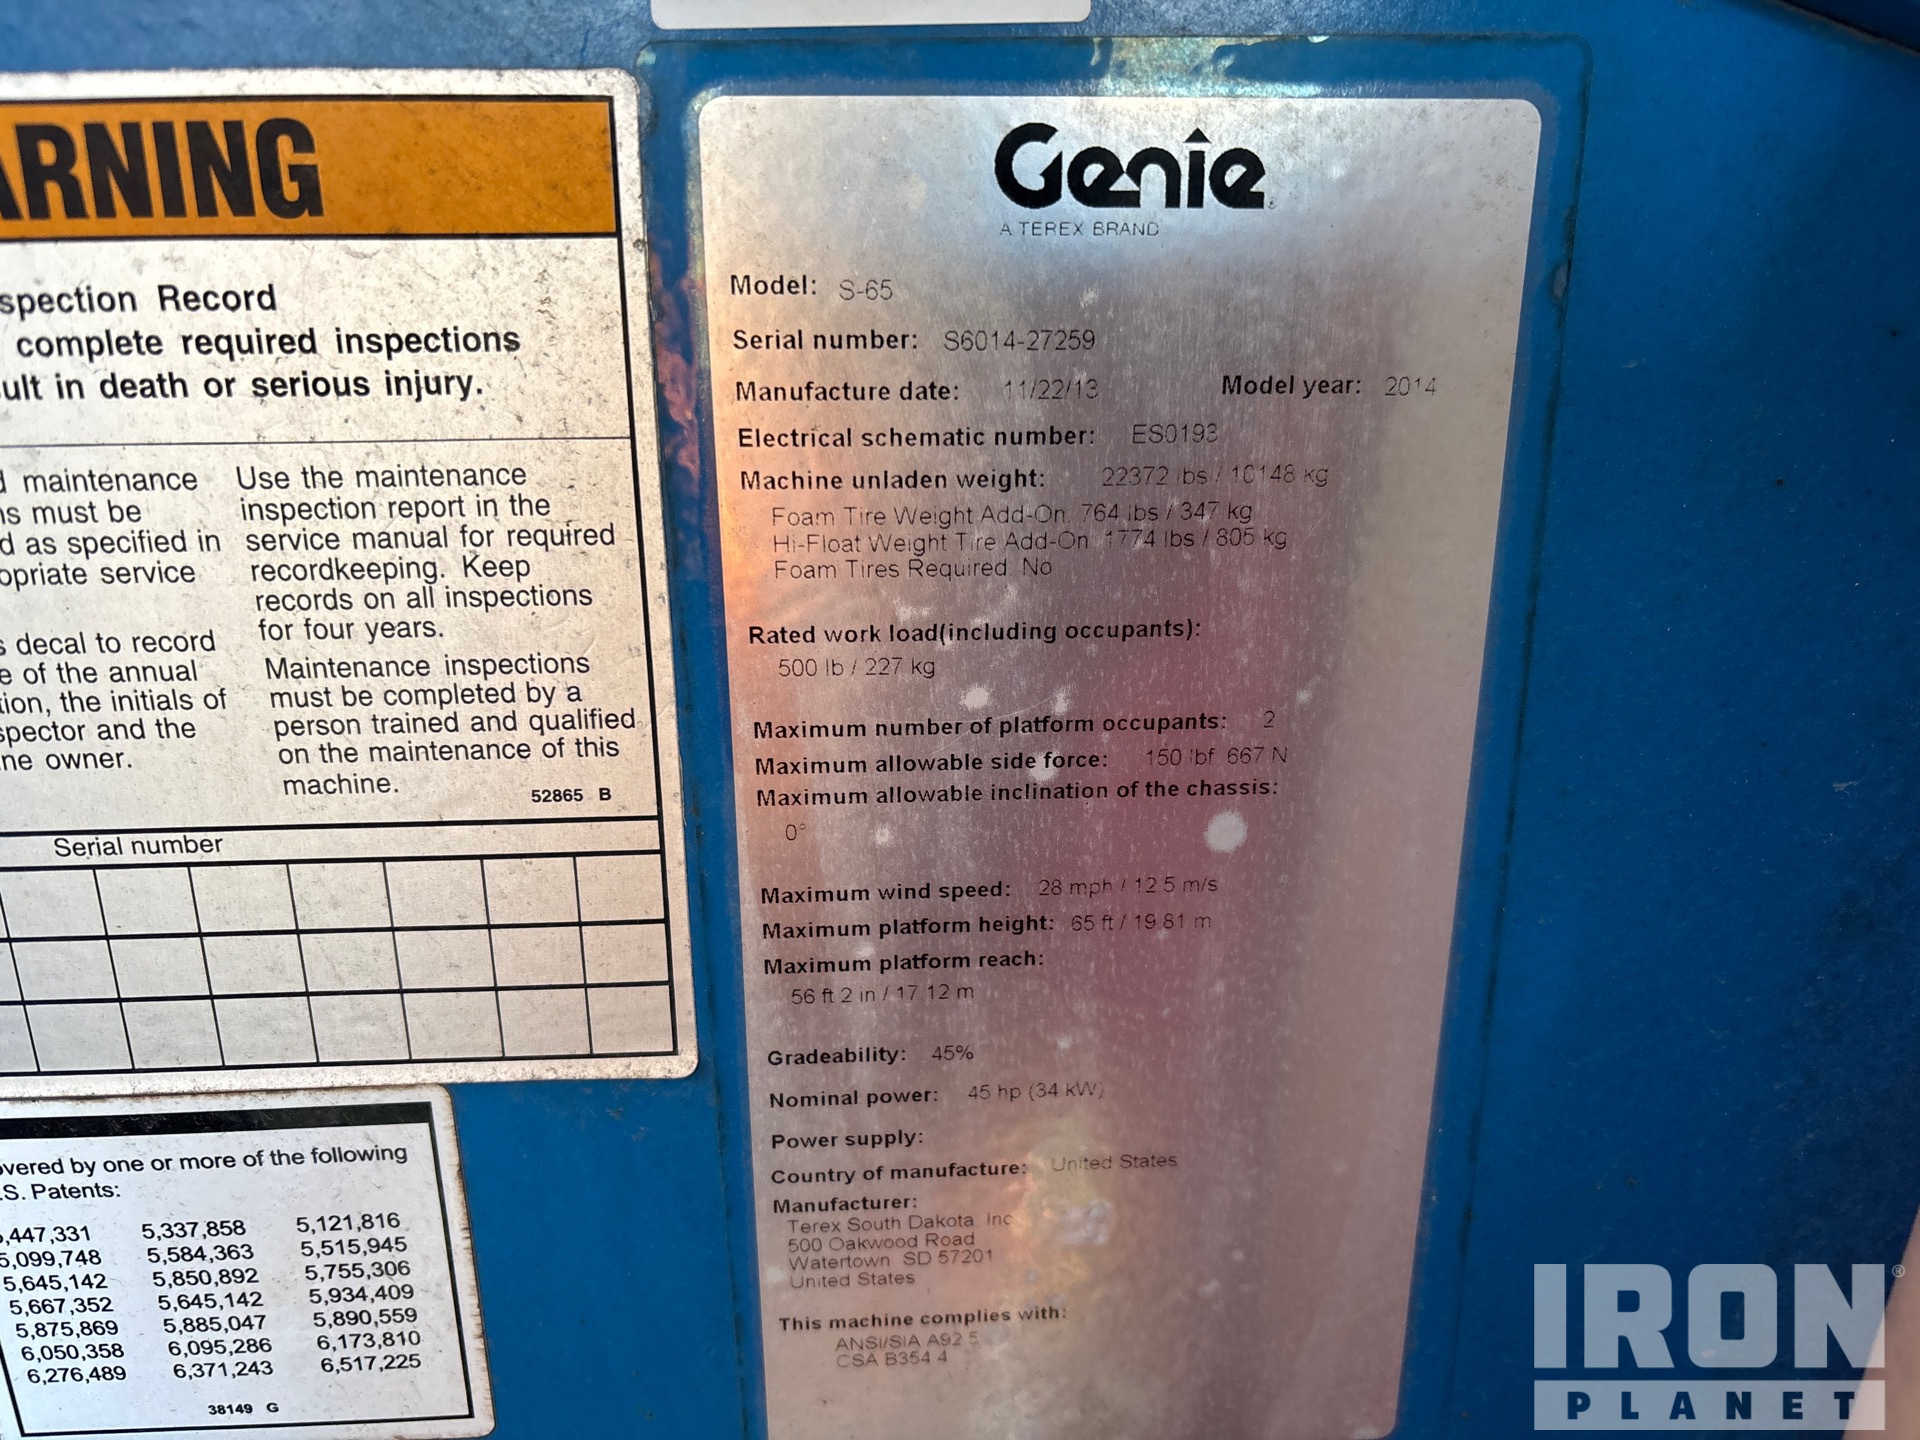 ARNING
spection Record
complete required inspections
ult in death or serious injury.
maintenance
ns must be
d as specified in
opriate service
s decal to record
e of the annual
tion, the initials of
spector and the
ne owner.
Use the maintenance
inspection report in the
service manual for required
recordkeeping. Keep
records on all inspections
for four years.
Maintenance inspections
must be completed by a
person trained and qualified
on the maintenance of this
machine.
52865 B
Serial number
overed by one or more of the following
.S. Patents:
,447,331 5,337,858 5,121,816
5,099,748 5,584,363 5,515,945
5,645,142 5,850,892 5,755,306
5,667,352 5,645,142 5,934,409
5,875,869 5,885,047 5,890,559
6,050,358 6,095,286 6,173,810
6,276,489 6,371,243 6,517,225
38149 G
Genie
A TEREX BRAND
Model: S-65
Serial number: S6014-27259
Manufacture date: 11/22/13 Model year: 2014
Electrical schematic number: ES0193
Machine unladen weight: 22372 lbs / 10148 kg
Foam Tire Weight Add-On: 764 lbs / 347 kg
Hi-Float Weight Tire Add-On: 1774 lbs / 805 kg
Foam Tires Required: No
Rated work load(including occupants):
500 lb / 227 kg
Maximum number of platform occupants: 2
Maximum allowable side force: 150 lbf 667 N
Maximum allowable inclination of the chassis:
0°
Maximum wind speed: 28 mph / 12.5 m/s
Maximum platform height: 65 ft / 19.81 m
Maximum platform reach:
56 ft 2 in / 17.12 m
Gradeability: 45%
Nominal power: 45 hp (34 kW)
Power supply:
Country of manufacture: United States
Manufacturer:
Terex South Dakota, Inc
500 Oakwood Road
Watertown, SD 57201
United States
This machine complies with:
ANSI/SIA A92.5
CSA B354.4
IRON ®
PLANET